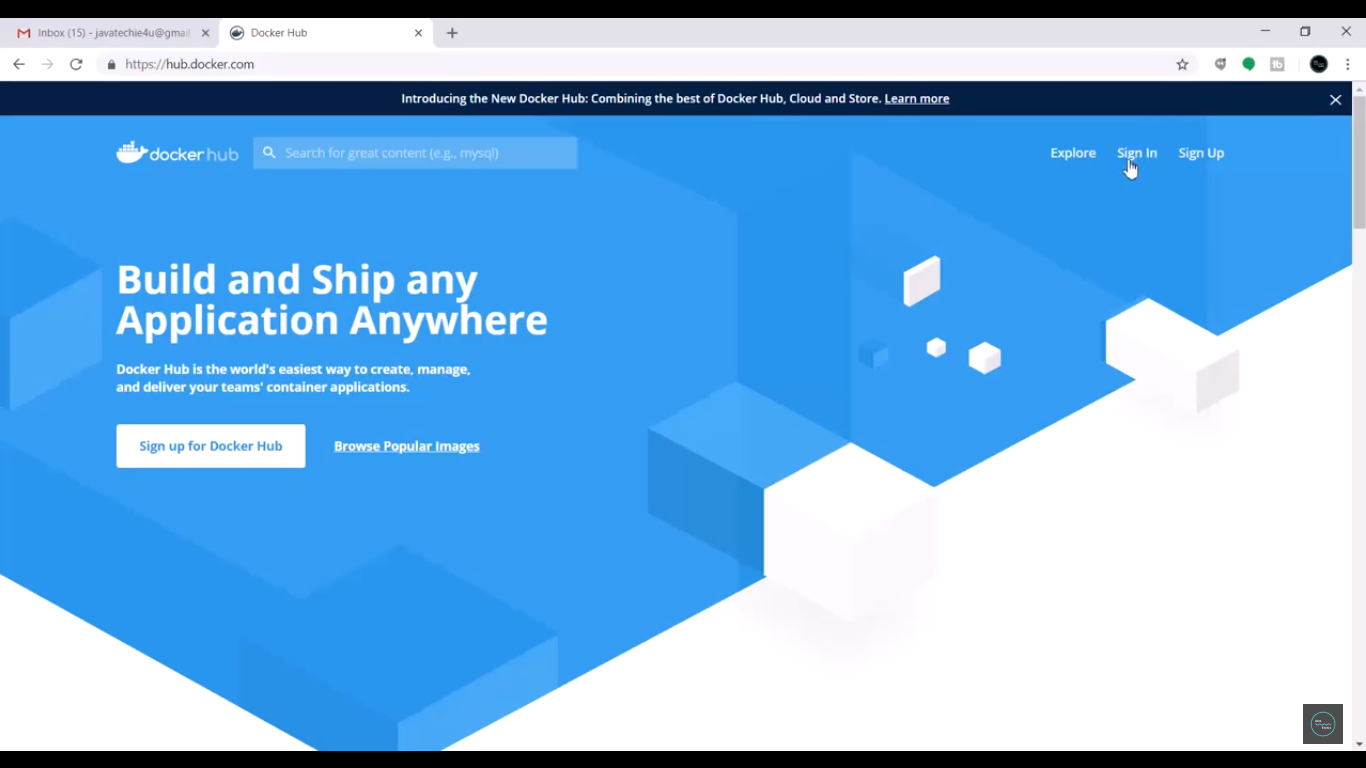 Inbox (15) - javatechie4u@gmai
Docker Hub
https://hub.docker.com
Introducing the New Docker Hub: Combining the best of Docker Hub, Cloud and Store. Learn more
docker hub
Search for great content (e.g., mysql)
Explore
Sign In
Sign Up
Build and Ship any
Application Anywhere
Docker Hub is the world's easiest way to create, manage,
and deliver your teams' container applications.
Sign up for Docker Hub
Browse Popular Images